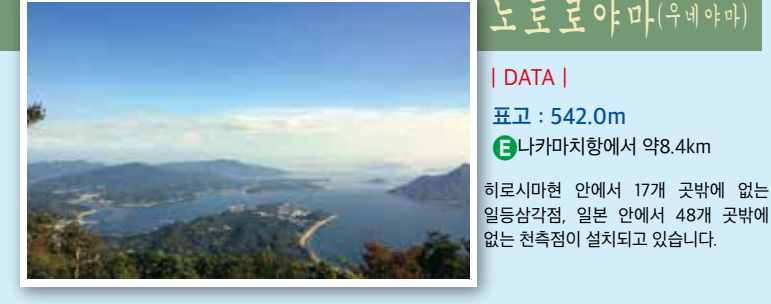 노토로야마(우네야마)
| DATA |
표고 : 542.0m
E나카마치항에서 약8.4km
히로시마현 안에서 17개 곳밖에 없는
일등삼각점, 일본 안에서 48개 곳밖에
없는 천측점이 설치되고 있습니다.